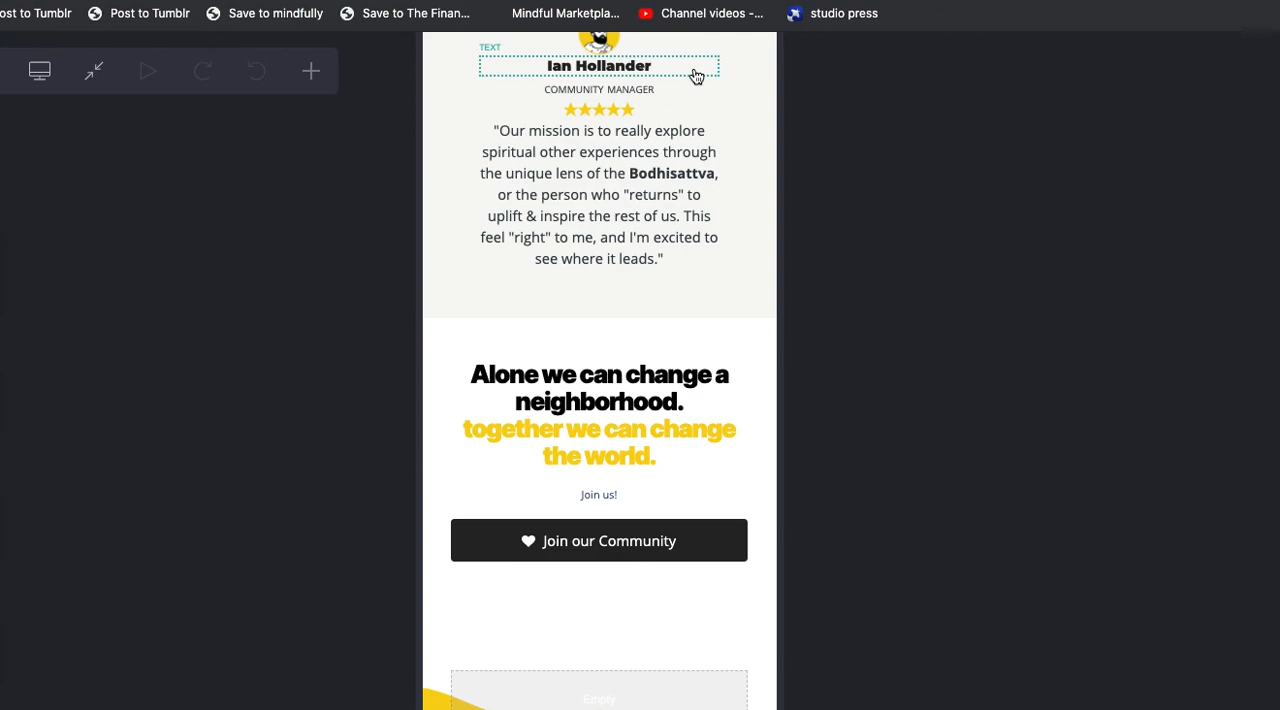 ost to Tumblr Post to Tumblr Save to mindfully Save to The Finan... Mindful Marketpla... Channel videos -... studio press
TEXT
Ian Hollander
COMMUNITY MANAGER
"Our mission is to really explore
spiritual other experiences through
the unique lens of the Bodhisattva,
or the person who "returns" to
uplift & inspire the rest of us. This
feel "right" to me, and I'm excited to
see where it leads."
Alone we can change a
neighborhood.
together we can change
the world.
Join us!
Join our Community
Empty